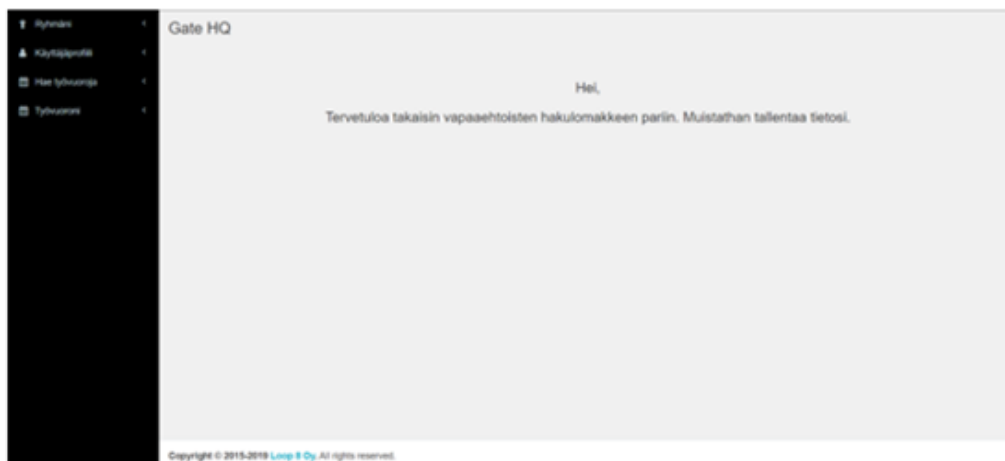 Ryhmäni
Käyttäjäprofiili
Hae työvuoroja
Työvuoroni
Gate HQ
Hei,
Tervetuloa takaisin vapaaehtoisten hakulomakkeen pariin. Muistathan tallentaa tietosi.
Copyright © 2015-2019 Loop 8 Oy. All rights reserved.